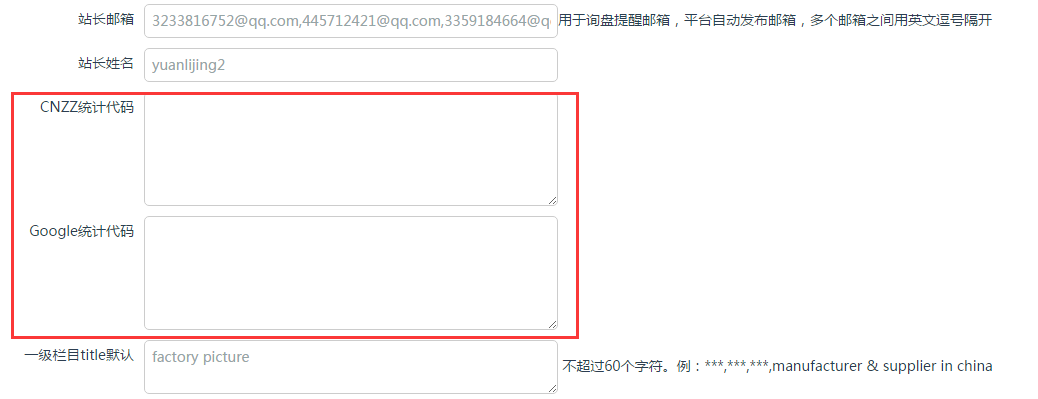 站长邮箱 3233816752@qq.com,445712421@qq.com,3359184664@q 用于询盘提醒邮箱，平台自动发布邮箱，多个邮箱之间用英文逗号隔开
站长姓名 yuanlijing2
CNZZ统计代码
Google统计代码
一级栏目title默认 factory picture 不超过60个字符。例：***,***,***,manufacturer & supplier in china